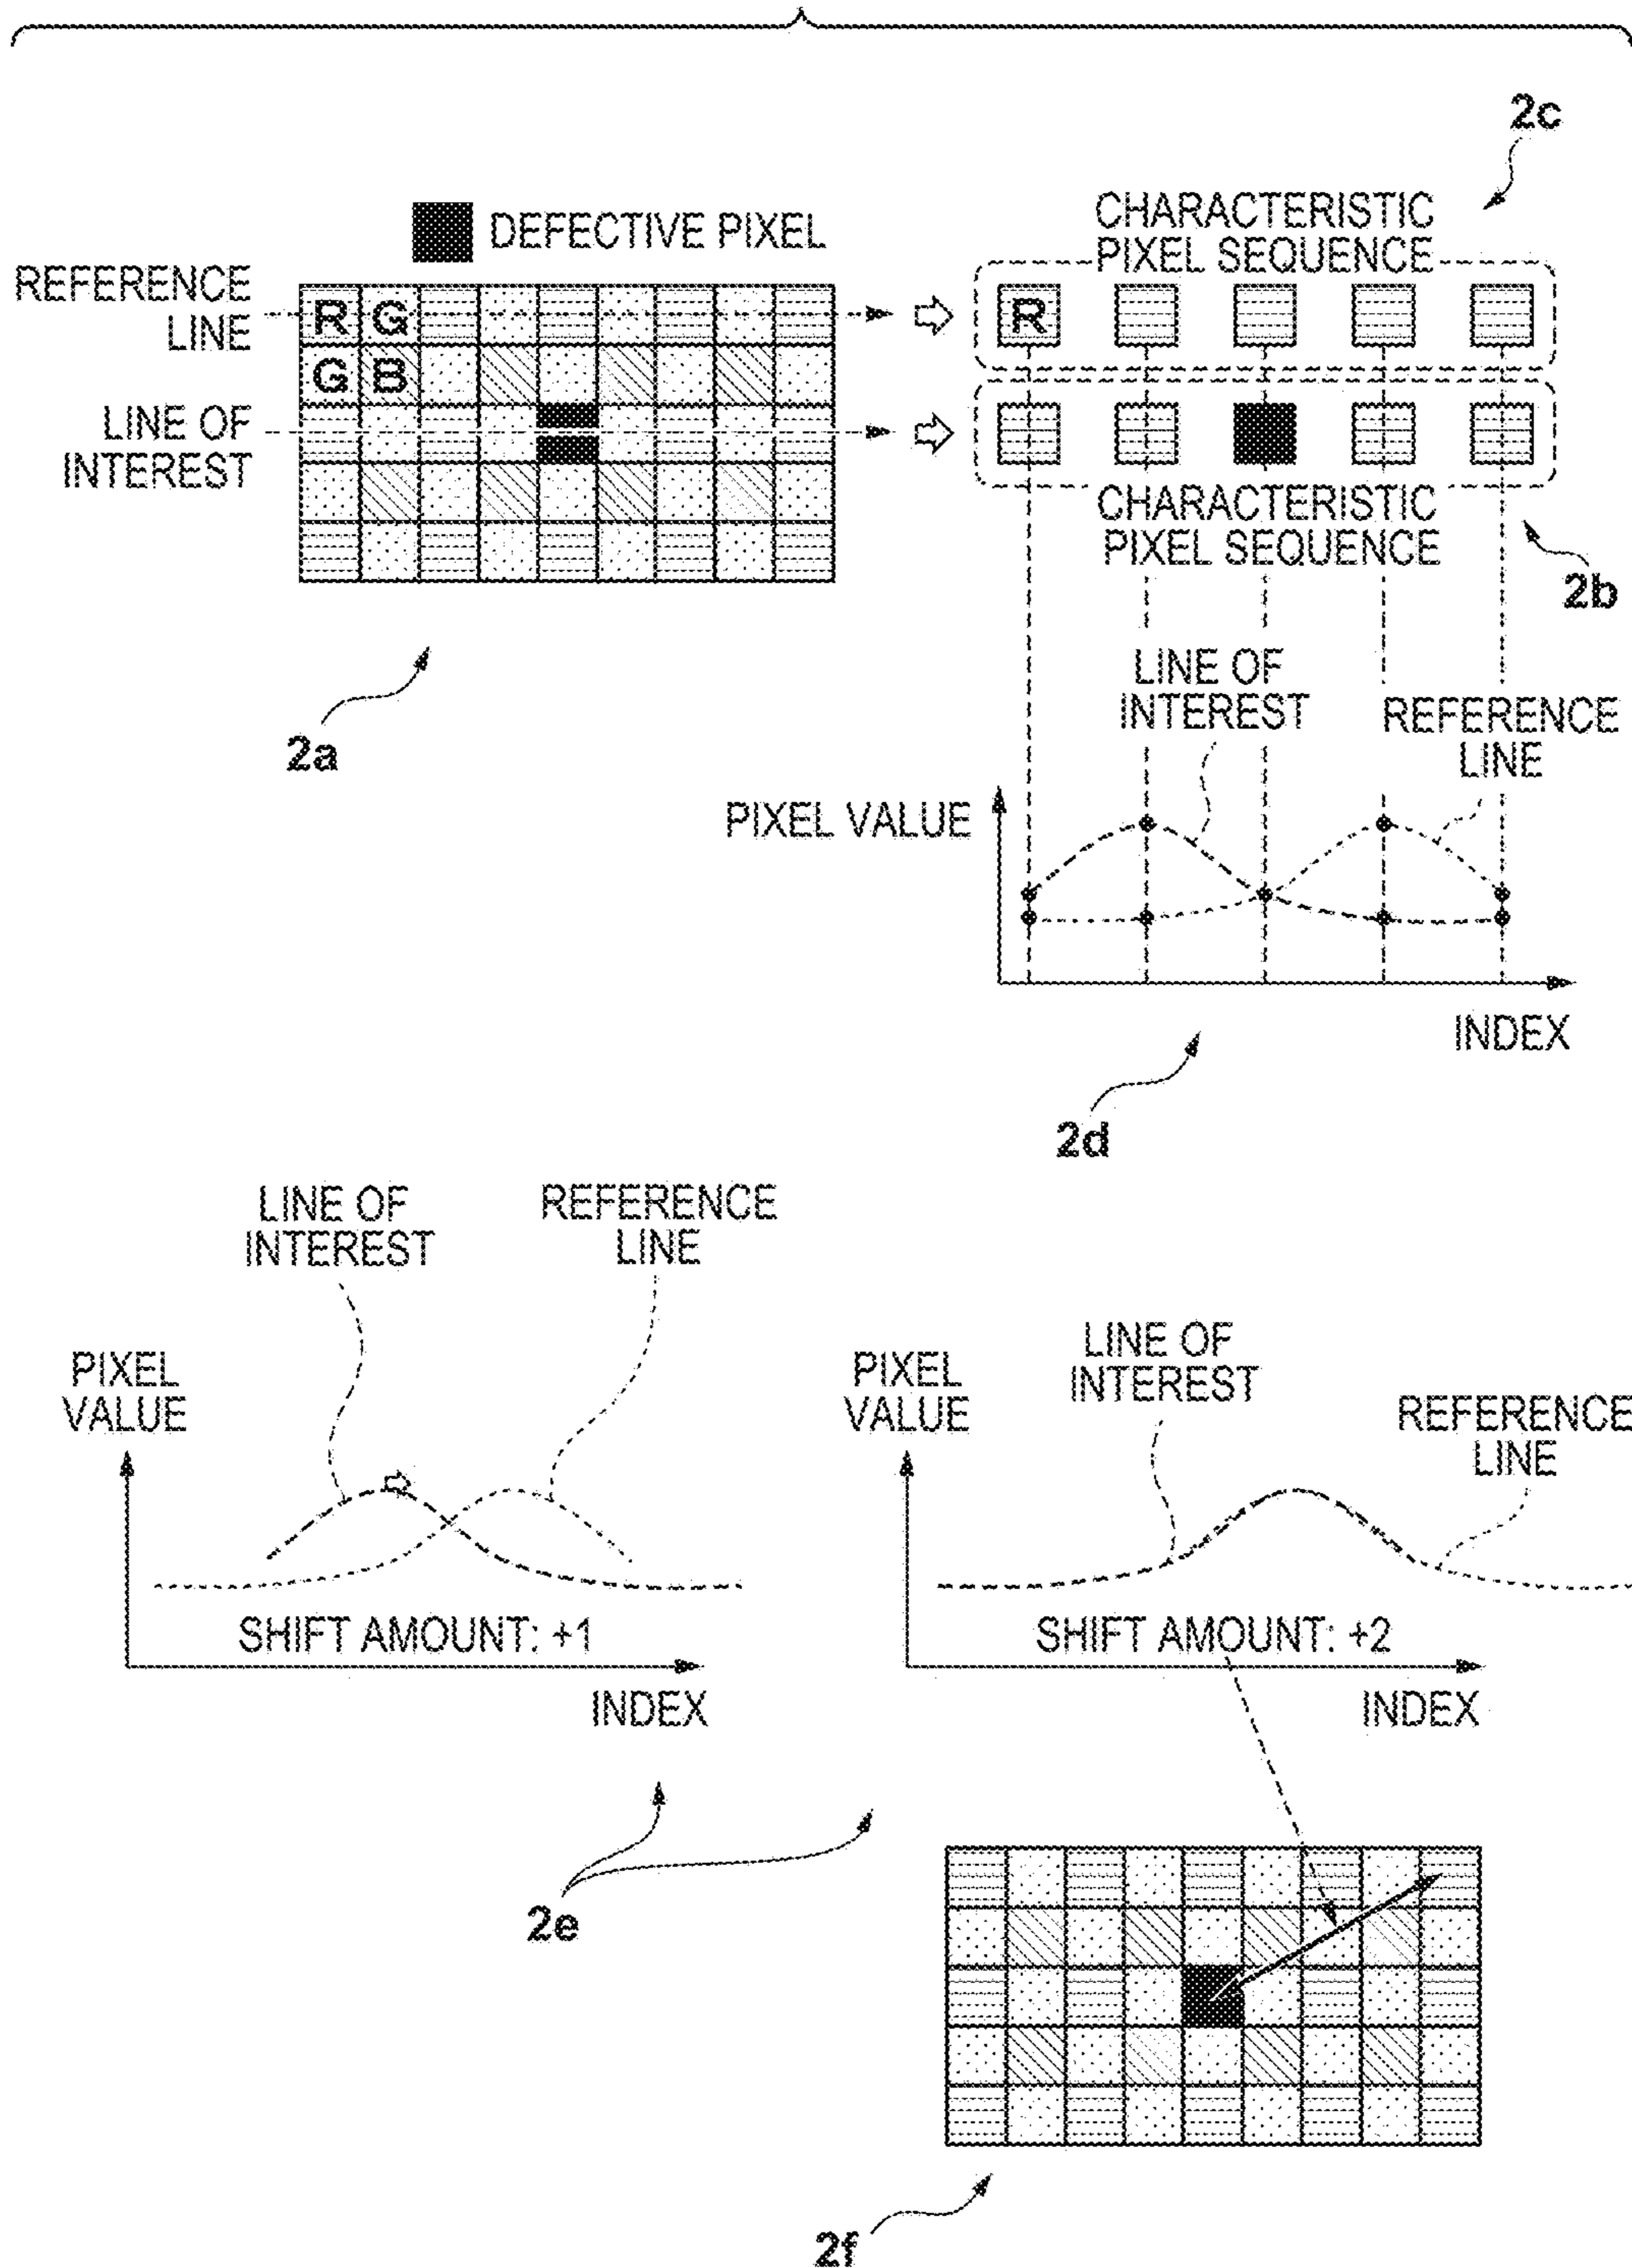 2c
DEFECTIVE PIXEL
CHARACTERISTIC
PIXEL SEQUENCE
REFERENCE
LINE
R G
R
G B
LINE OF
INTEREST
CHARACTERISTIC
PIXEL SEQUENCE
2b
2a
LINE OF
INTEREST
REFERENCE
LINE
PIXEL VALUE
INDEX
2d
LINE OF
INTEREST
REFERENCE
LINE
PIXEL
VALUE
SHIFT AMOUNT: +1
INDEX
LINE OF
INTEREST
PIXEL
VALUE
REFERENCE
LINE
SHIFT AMOUNT: +2
INDEX
2e
2f